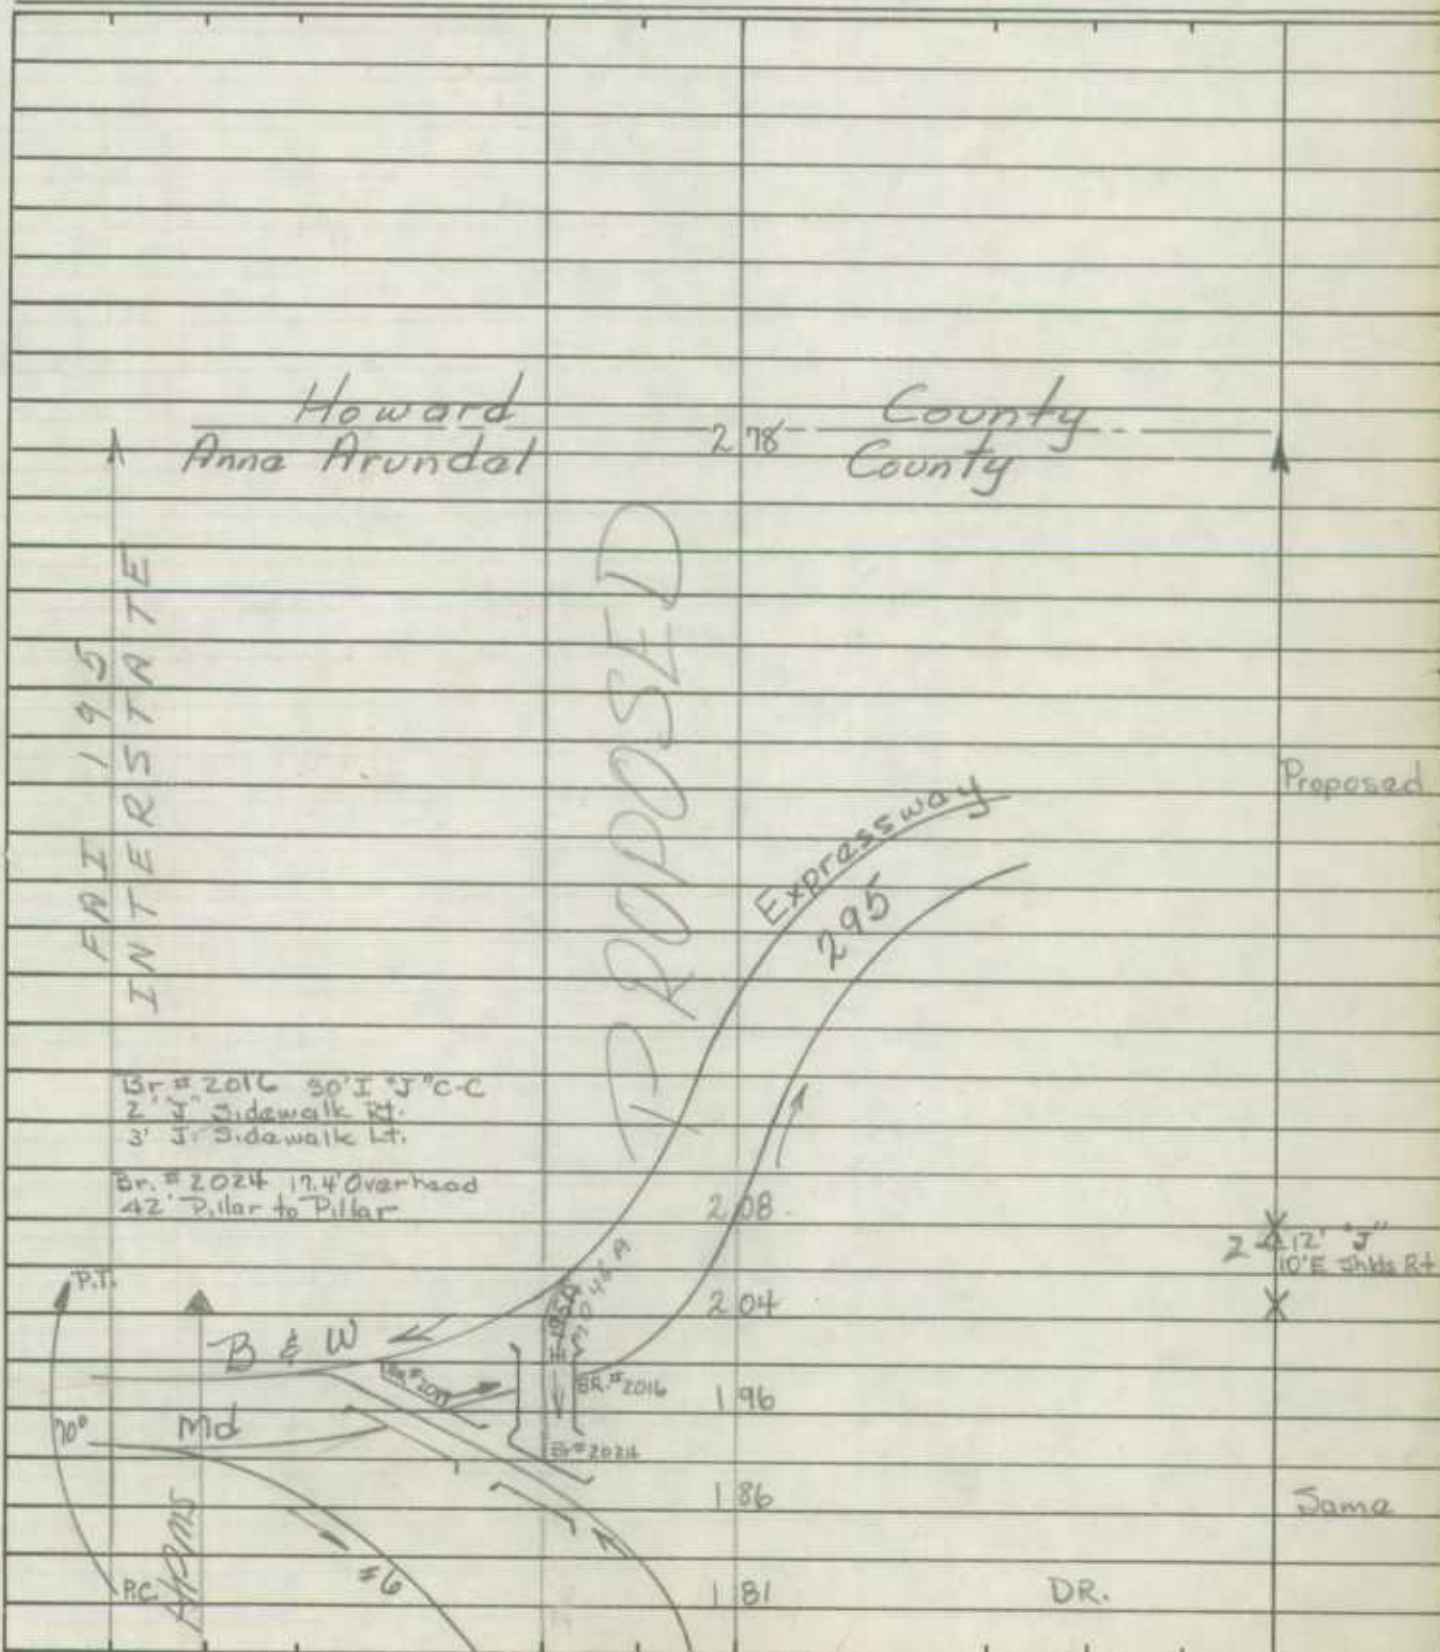 Howard County
2 78
Anne Arundel County
FAI 195
INTERSTATE
PROPOSED
Proposed
Expressway
295
Br # 2016 30' I "J" C-C
2' "J" Sidewalk Rt.
3' J. Sidewalk Lt.
Br. # 2024 17.4' Overhead
42' Pillar to Pillar
2 08
2 12' "J"
10' E Shlds Rt
P.T.
2 04
B & W
BR. # 2016
1 96
70°
Md
Br # 2024
1 86
Same
HPMS
#6
P.C.
1 81
DR.